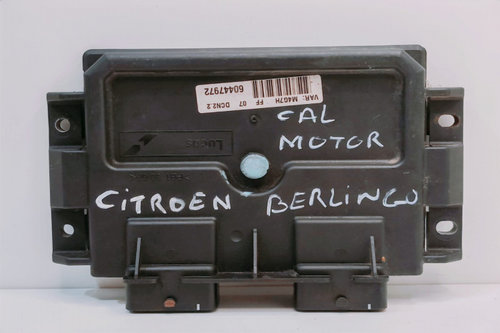 VAR: M4G7H FF 07 DCN2.2
60447972
CAL
MOTOR
Lucas
CiTROEN BERLINGO